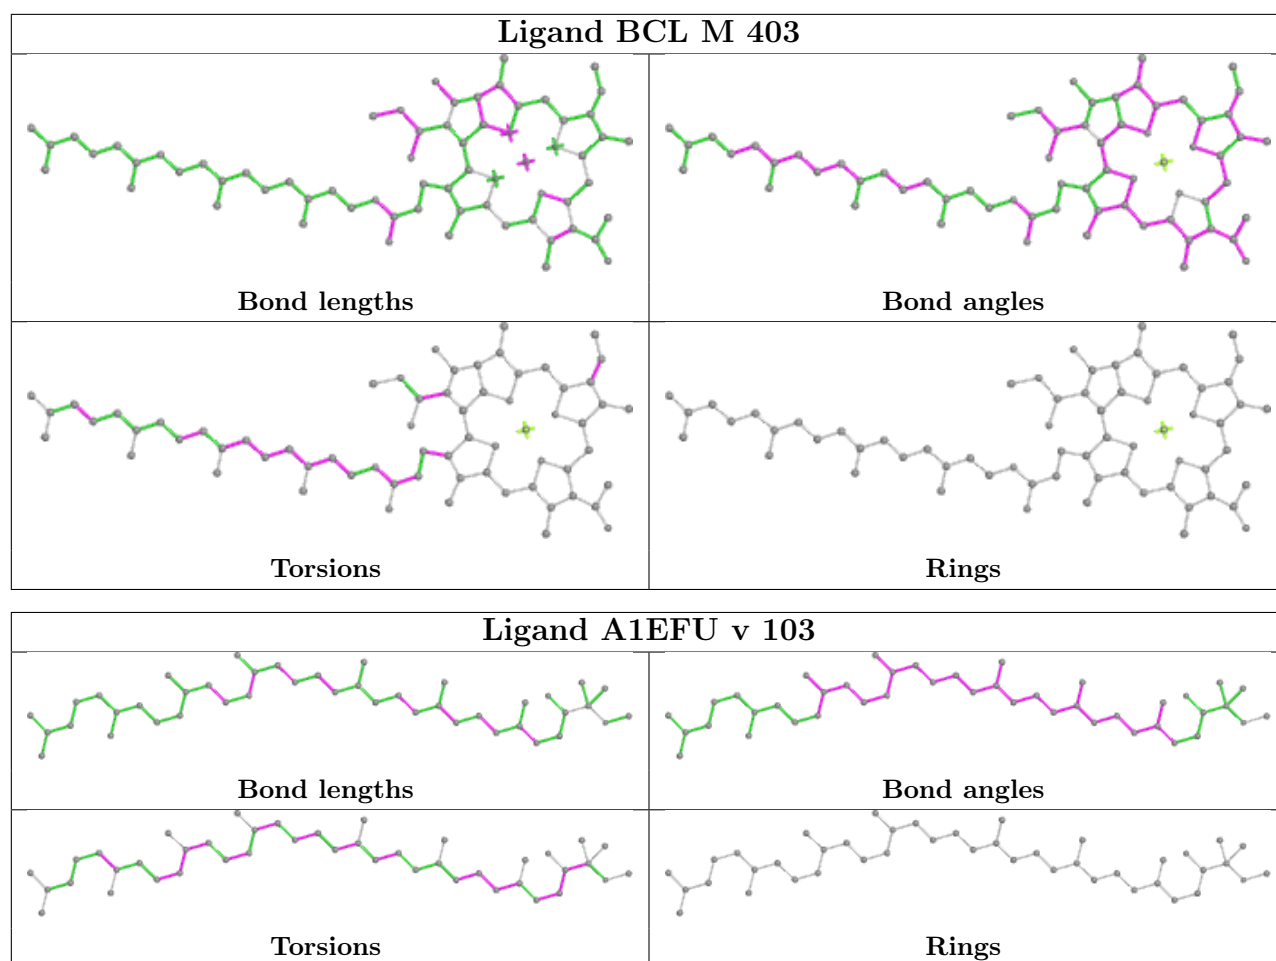 Ligand BCL M 403
Bond lengths
Bond angles
Torsions
Rings
Ligand A1EFU v 103
Bond lengths
Bond angles
Torsions
Rings